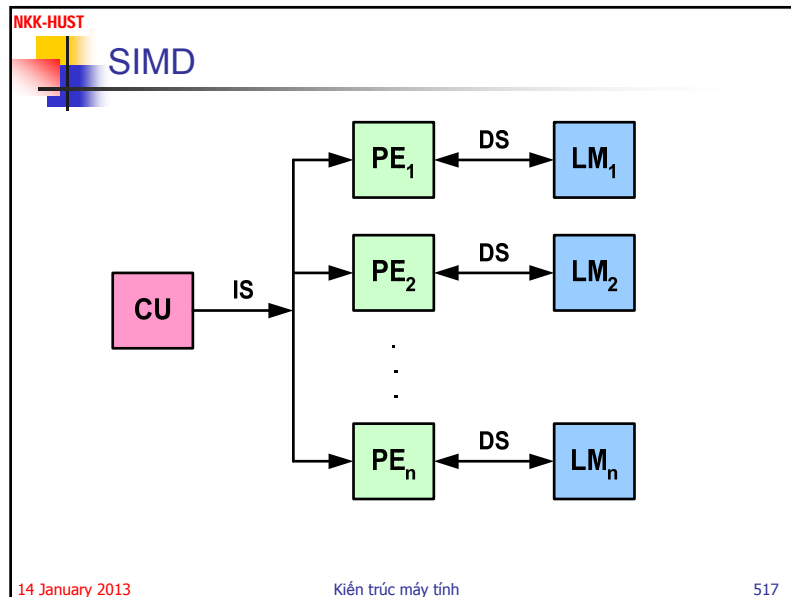 NKK-HUST
SIMD
PE1 DS LM1
PE2 DS LM2
CU IS
.
.
.
PEn DS LMn
14 January 2013 Kiến trúc máy tính 517